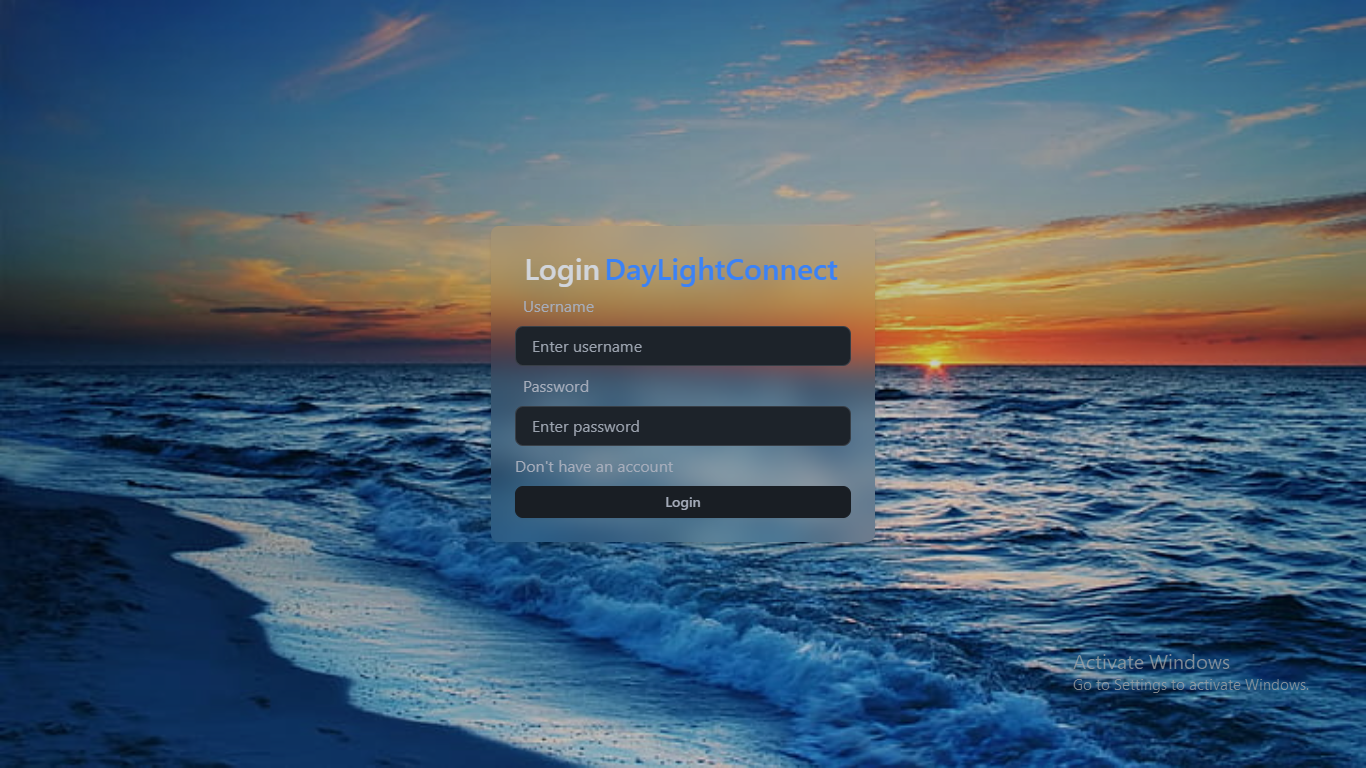 Login DayLightConnect
Username
Enter username
Password
Enter password
Don't have an account
Login
Activate Windows
Go to Settings to activate Windows.